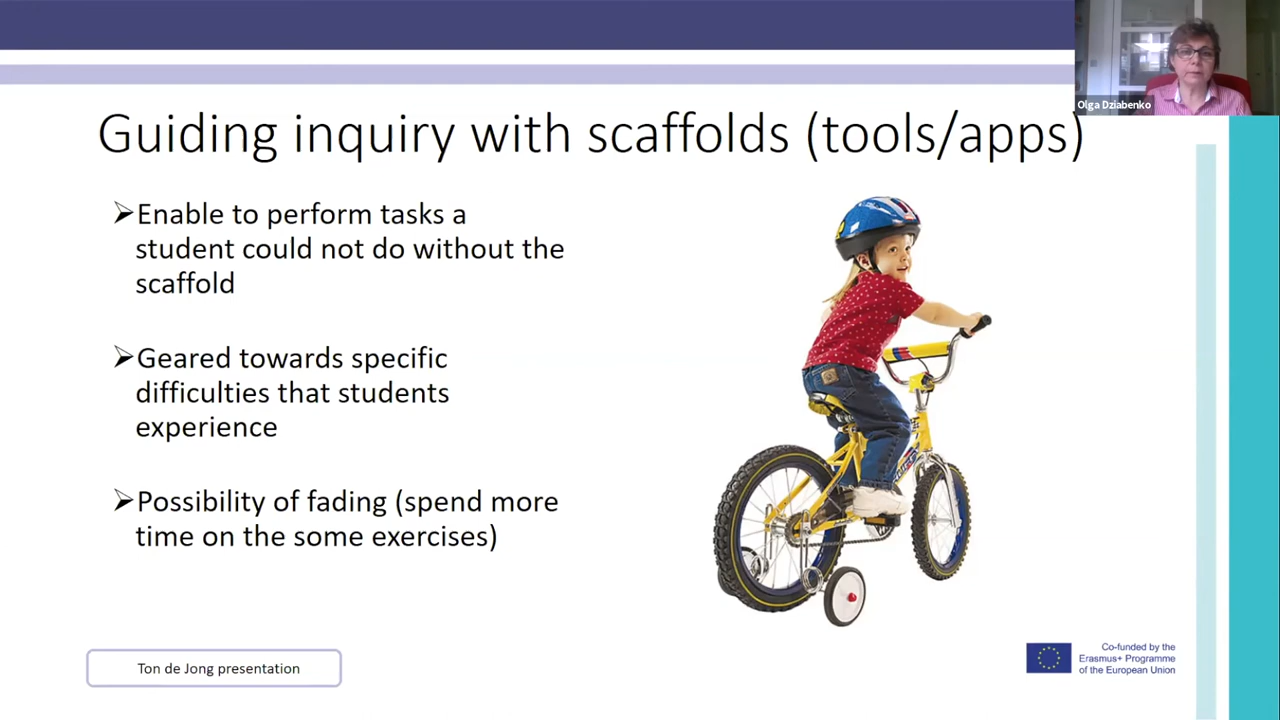 Olga Dziabenko
Guiding inquiry with scaffolds (tools/apps)
➢Enable to perform tasks a
student could not do without the
scaffold
➢Geared towards specific
difficulties that students
experience
➢Possibility of fading (spend more
time on the some exercises)
Ton de Jong presentation
Co-funded by the
Erasmus+ Programme
of the European Union